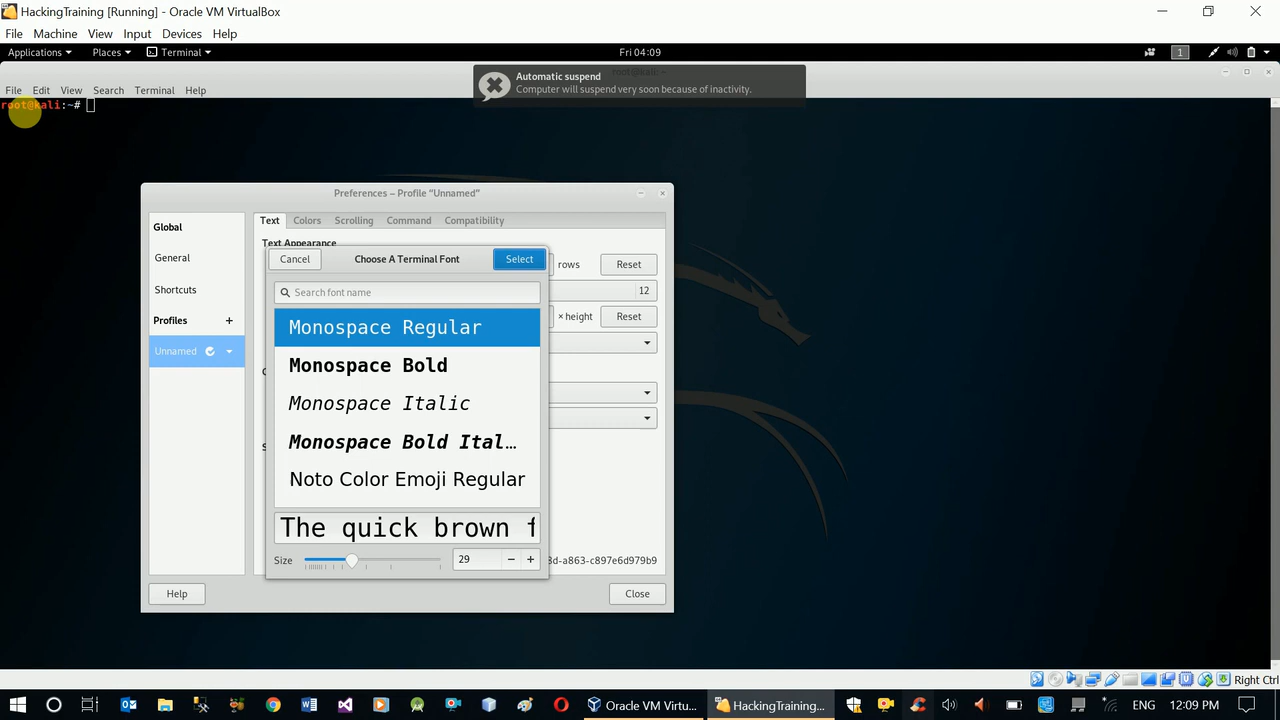 HackingTraining [Running] - Oracle VM VirtualBox
File Machine View Input Devices Help
Applications Places Terminal Fri 04:09 1
root@kali: ~
Automatic suspend
Computer will suspend very soon because of inactivity.
File Edit View Search Terminal Help
root@kali:~#
Preferences – Profile “Unnamed”
Global
General
Shortcuts
Profiles +
Unnamed
Text Colors Scrolling Command Compatibility
Text Appearance
rows Reset
12
× height Reset
Cancel Choose A Terminal Font Select
Search font name
Monospace Regular
Monospace Bold
Monospace Italic
Monospace Bold Ital…
Noto Color Emoji Regular
The quick brown f
Size 29 − +
8d-a863-c897e6d979b9
Help Close
Right Ctrl
Oracle VM Virtu... HackingTraining... ENG 12:09 PM